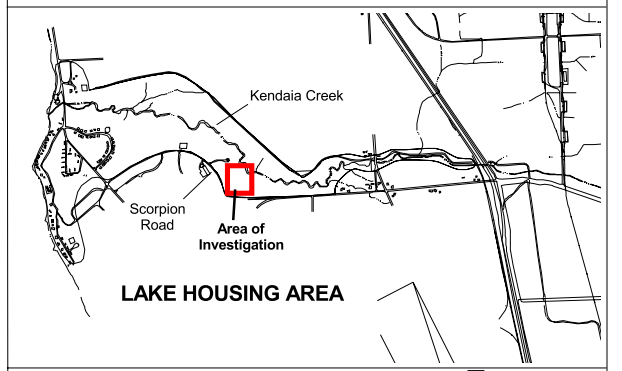 Kendaia Creek
Scorpion
Road
Area of
Investigation
LAKE HOUSING AREA